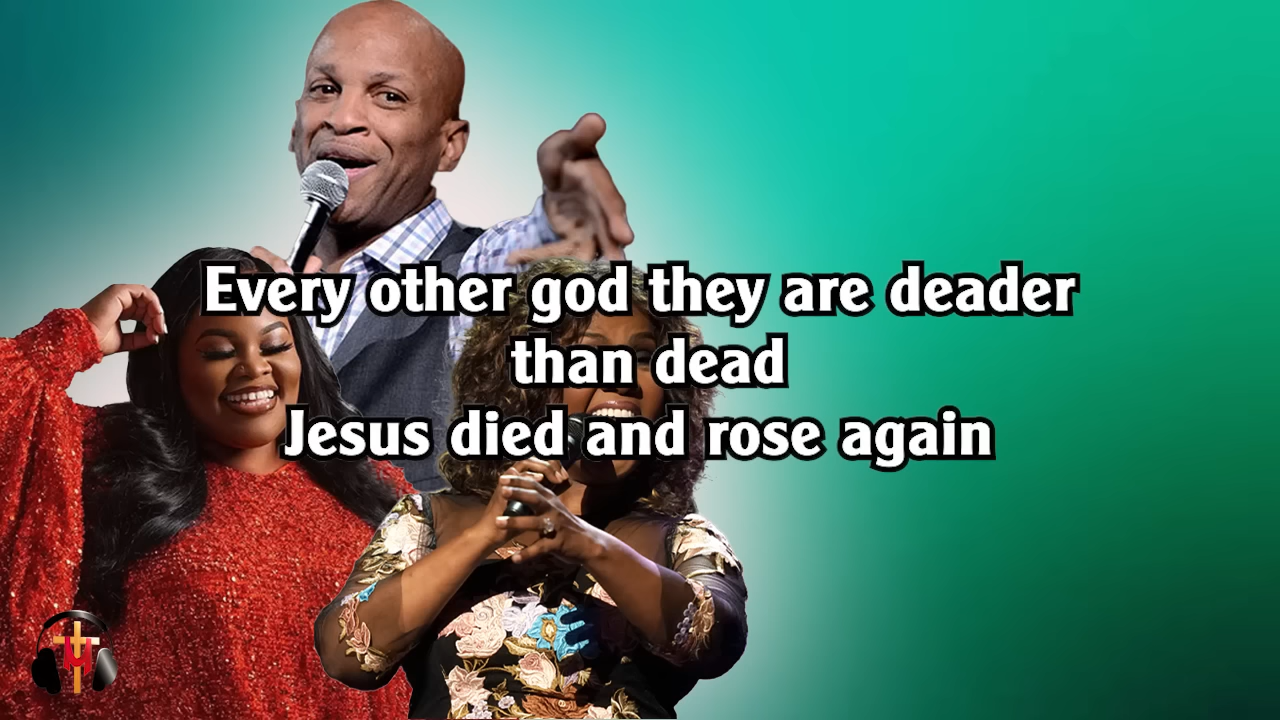 Every other god they are deader
than dead
Jesus died and rose again